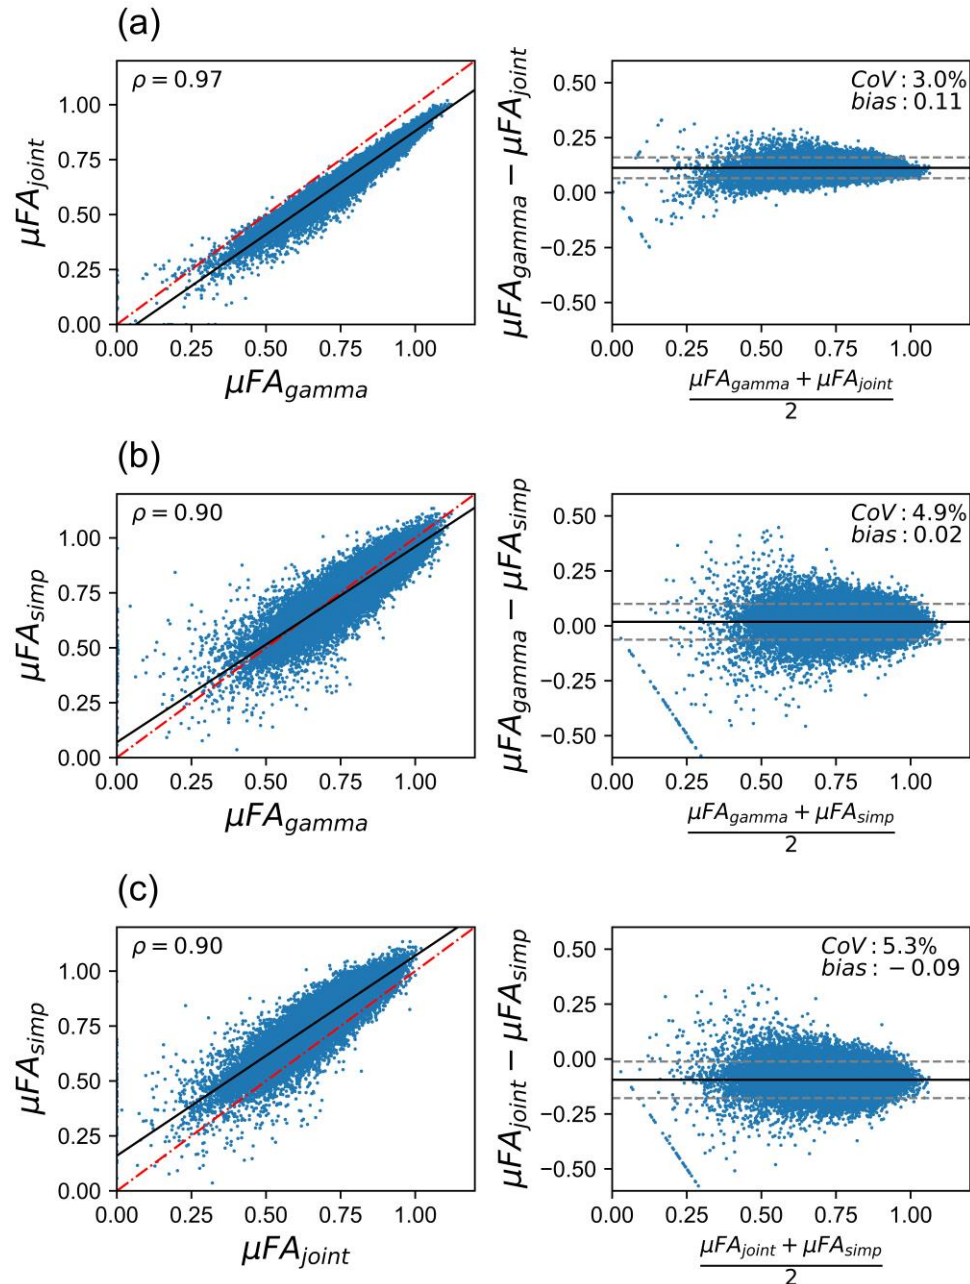 (a)
ρ = 0.97
1.00
0.75
0.50
0.25
0.00
μFA_joint
0.00 0.25 0.50 0.75 1.00
μFA_gamma
CoV : 3.0%
bias : 0.11
0.50
0.25
0.00
−0.25
−0.50
μFA_gamma − μFA_joint
0.00 0.25 0.50 0.75 1.00
μFA_gamma + μFA_joint
2
(b)
ρ = 0.90
1.00
0.75
0.50
0.25
0.00
μFA_simp
0.00 0.25 0.50 0.75 1.00
μFA_gamma
CoV : 4.9%
bias : 0.02
0.50
0.25
0.00
−0.25
−0.50
μFA_gamma − μFA_simp
0.00 0.25 0.50 0.75 1.00
μFA_gamma + μFA_simp
2
(c)
ρ = 0.90
1.00
0.75
0.50
0.25
0.00
μFA_simp
0.00 0.25 0.50 0.75 1.00
μFA_joint
CoV : 5.3%
bias : − 0.09
0.50
0.25
0.00
−0.25
−0.50
μFA_joint − μFA_simp
0.00 0.25 0.50 0.75 1.00
μFA_joint + μFA_simp
2